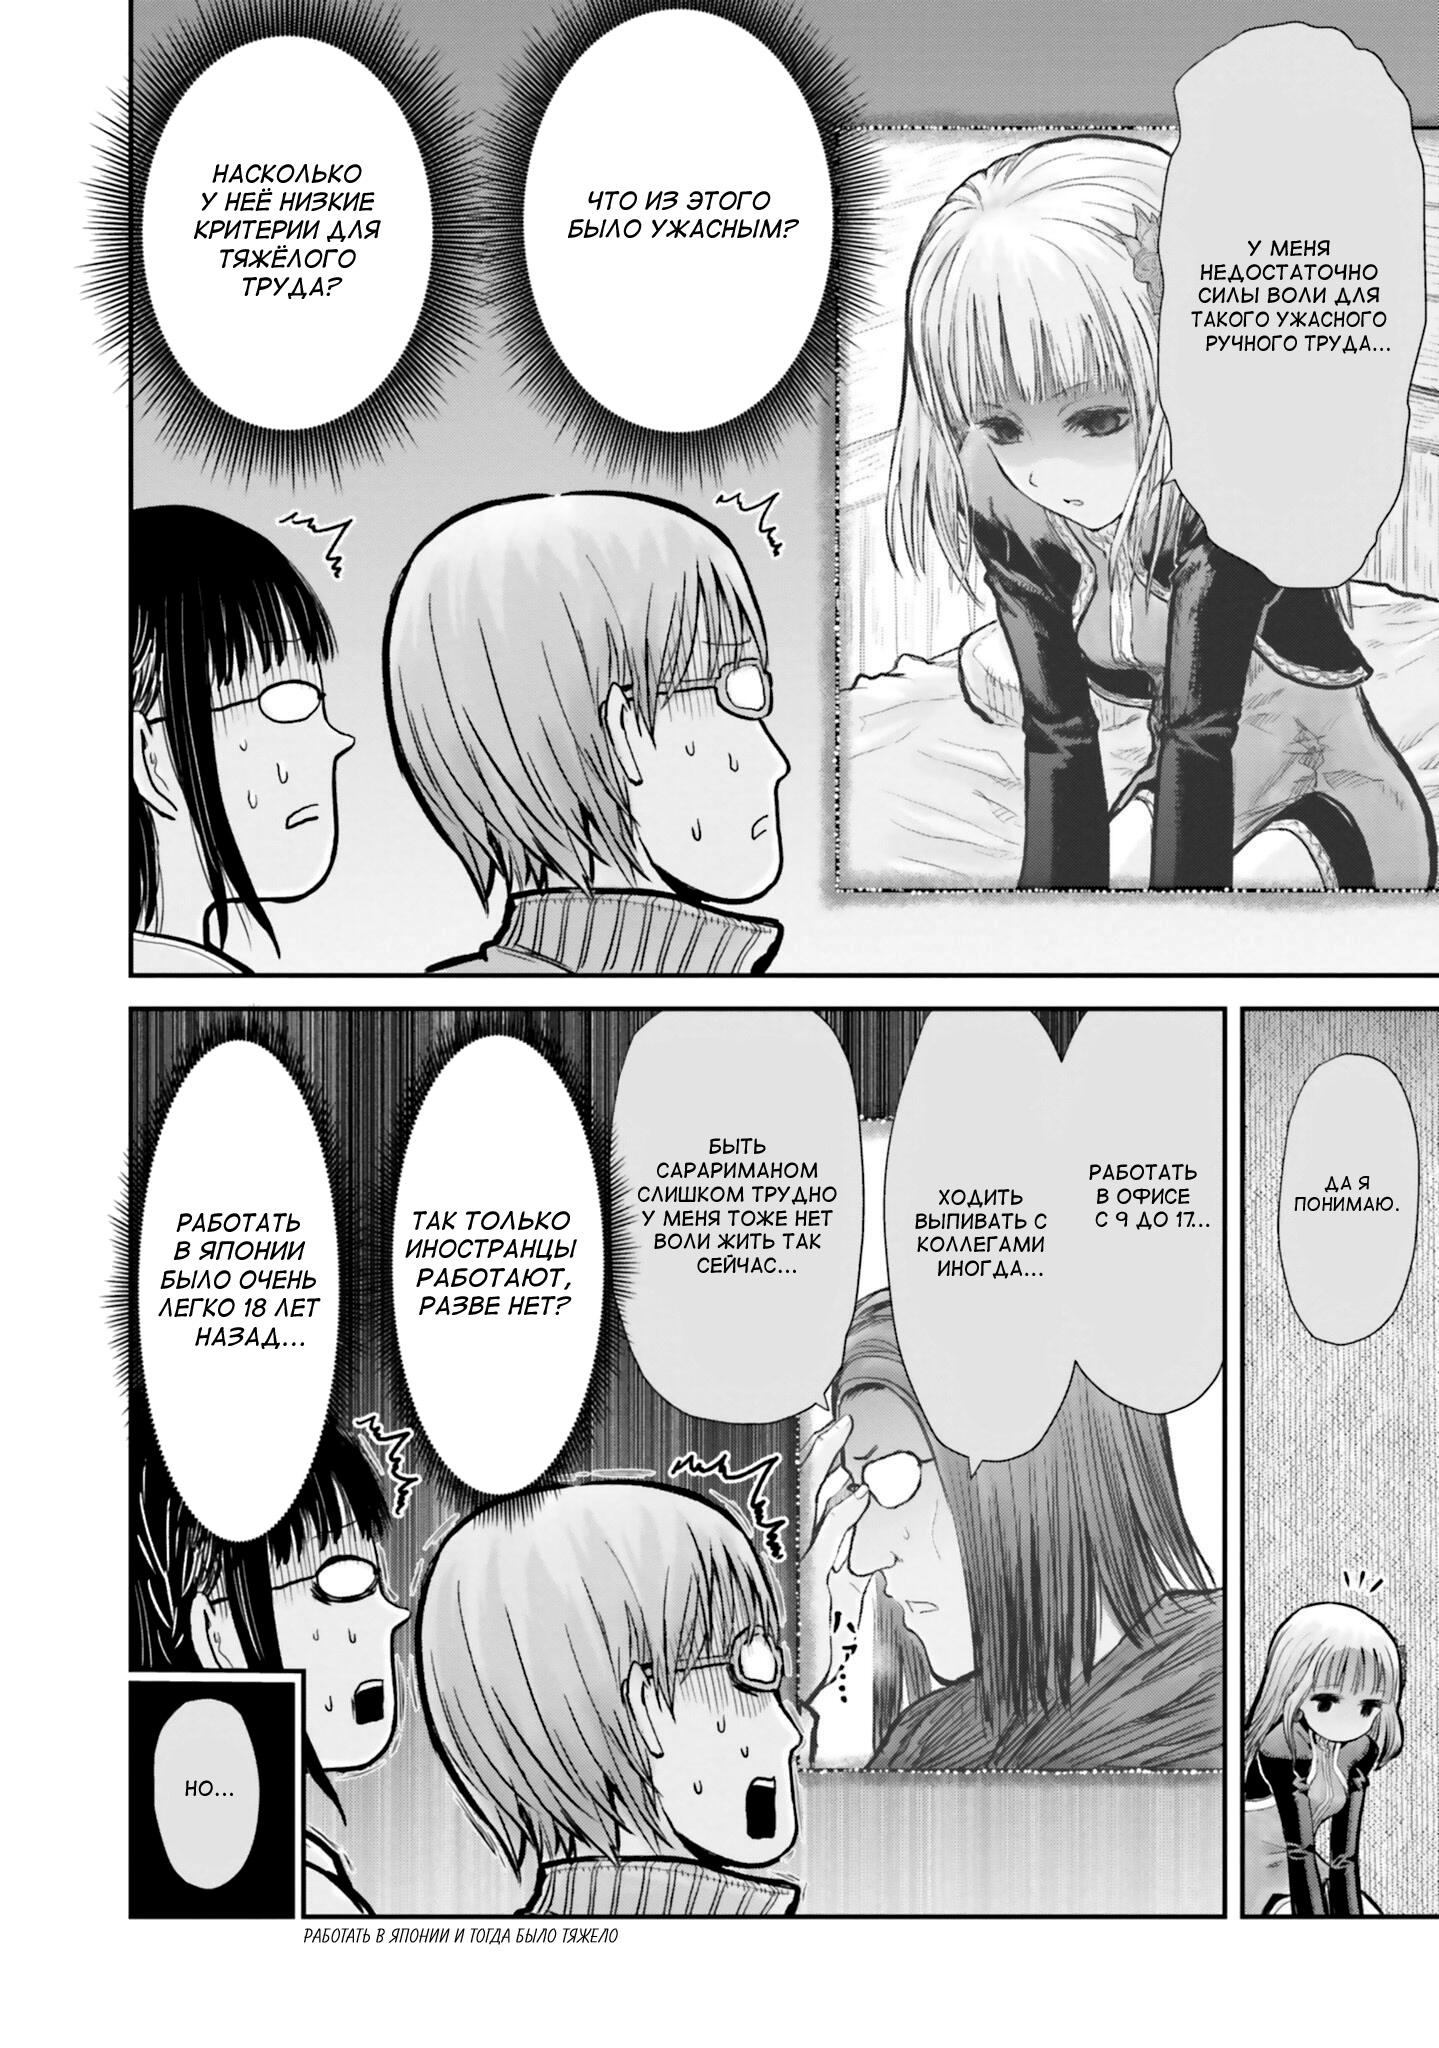 У МЕНЯ
НЕДОСТАТОЧНО
СИЛЫ ВОЛИ ДЛЯ
ТАКОГО УЖАСНОГО
РУЧНОГО ТРУДА...
ЧТО ИЗ ЭТОГО
БЫЛО УЖАСНЫМ?
НАСКОЛЬКО
У НЕЁ НИЗКИЕ
КРИТЕРИИ ДЛЯ
ТЯЖЁЛОГО
ТРУДА?
ДА Я
ПОНИМАЮ.
РАБОТАТЬ
В ОФИСЕ
С 9 ДО 17...
ХОДИТЬ
ВЫПИВАТЬ С
КОЛЛЕГАМИ
ИНОГДА...
БЫТЬ
САРАРИМАНОМ
СЛИШКОМ ТРУДНО
У МЕНЯ ТОЖЕ НЕТ
ВОЛИ ЖИТЬ ТАК
СЕЙЧАС...
ТАК ТОЛЬКО
ИНОСТРАНЦЫ
РАБОТАЮТ,
РАЗВЕ НЕТ?
РАБОТАТЬ
В ЯПОНИИ
БЫЛО ОЧЕНЬ
ЛЕГКО 18 ЛЕТ
НАЗАД...
НО...
РАБОТАТЬ В ЯПОНИИ И ТОГДА БЫЛО ТЯЖЕЛО